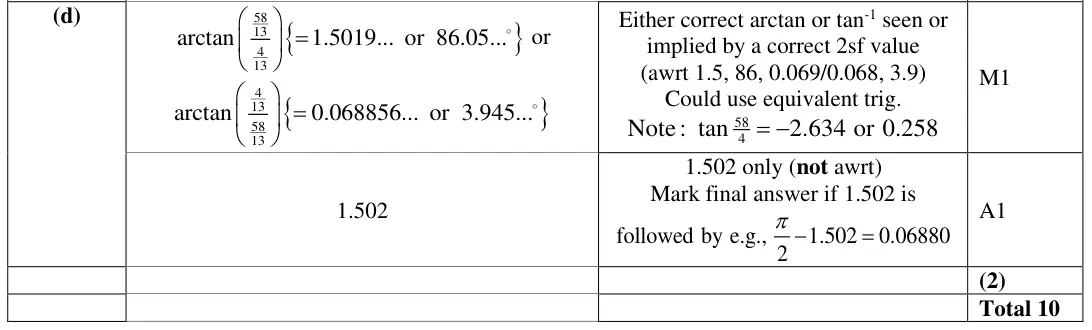 (d)
arctan ( (58/13) / (4/13) ) {= 1.5019... or 86.05...°} or
arctan ( (4/13) / (58/13) ) {= 0.068856... or 3.945...°}
Either correct arctan or tan⁻¹ seen or
implied by a correct 2sf value
(awrt 1.5, 86, 0.069/0.068, 3.9)
Could use equivalent trig.
Note : tan 58/4 = −2.634 or 0.258
M1
1.502
1.502 only (not awrt)
Mark final answer if 1.502 is
followed by e.g., π/2 − 1.502 = 0.06880
A1
(2)
Total 10